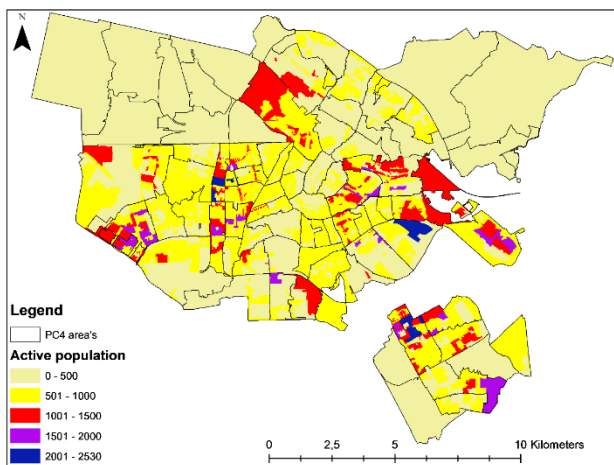 N
Legend
PC4 area's
Active population
0 - 500
501 - 1000
1001 - 1500
1501 - 2000
2001 - 2530
0 2,5 5 10 Kilometers